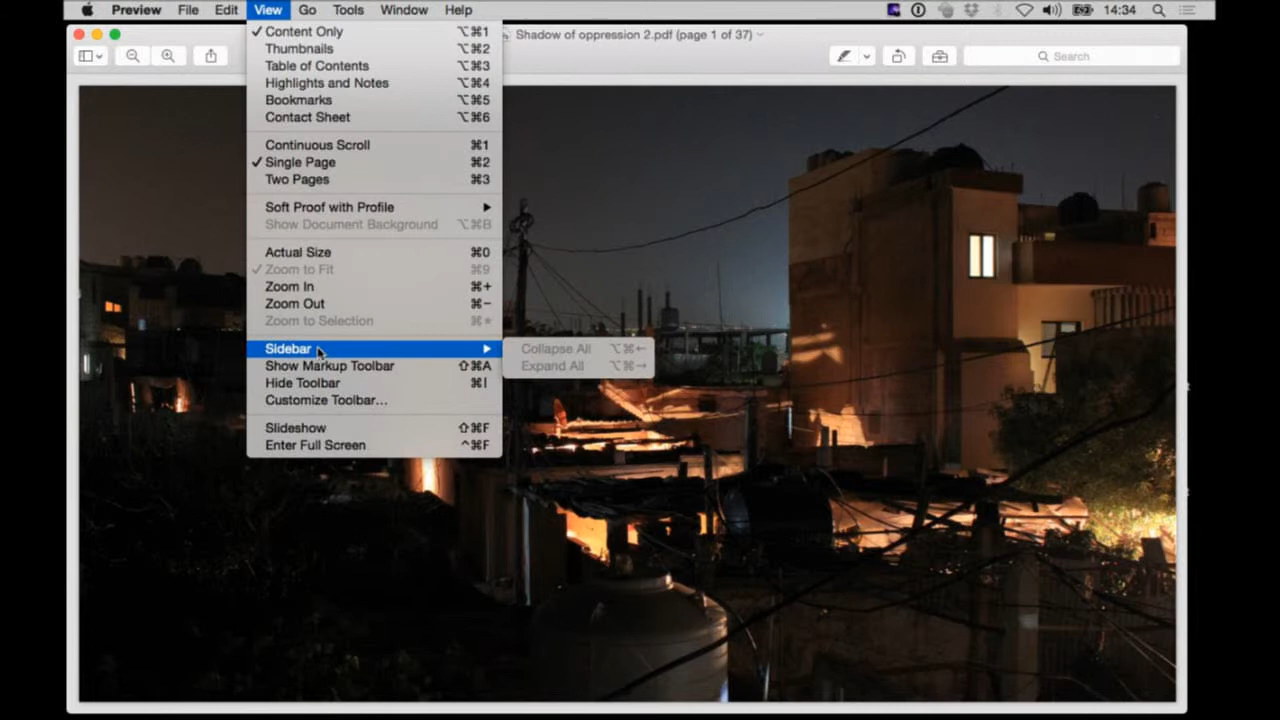 Preview File Edit View Go Tools Window Help 14:34
Shadow of oppression 2.pdf (page 1 of 37)
Search
✓ Content Only ⌥⌘1
Thumbnails ⌥⌘2
Table of Contents ⌥⌘3
Highlights and Notes ⌥⌘4
Bookmarks ⌥⌘5
Contact Sheet ⌥⌘6
Continuous Scroll ⌘1
✓ Single Page ⌘2
Two Pages ⌘3
Soft Proof with Profile ▶
Show Document Background ⌥⌘B
Actual Size ⌘0
✓ Zoom to Fit ⌘9
Zoom In ⌘+
Zoom Out ⌘−
Zoom to Selection ⌘*
Sidebar ▶
Collapse All ⌥⌘←
Expand All ⌥⌘→
Show Markup Toolbar ⇧⌘A
Hide Toolbar ⌘I
Customize Toolbar…
Slideshow ⇧⌘F
Enter Full Screen ^⌘F